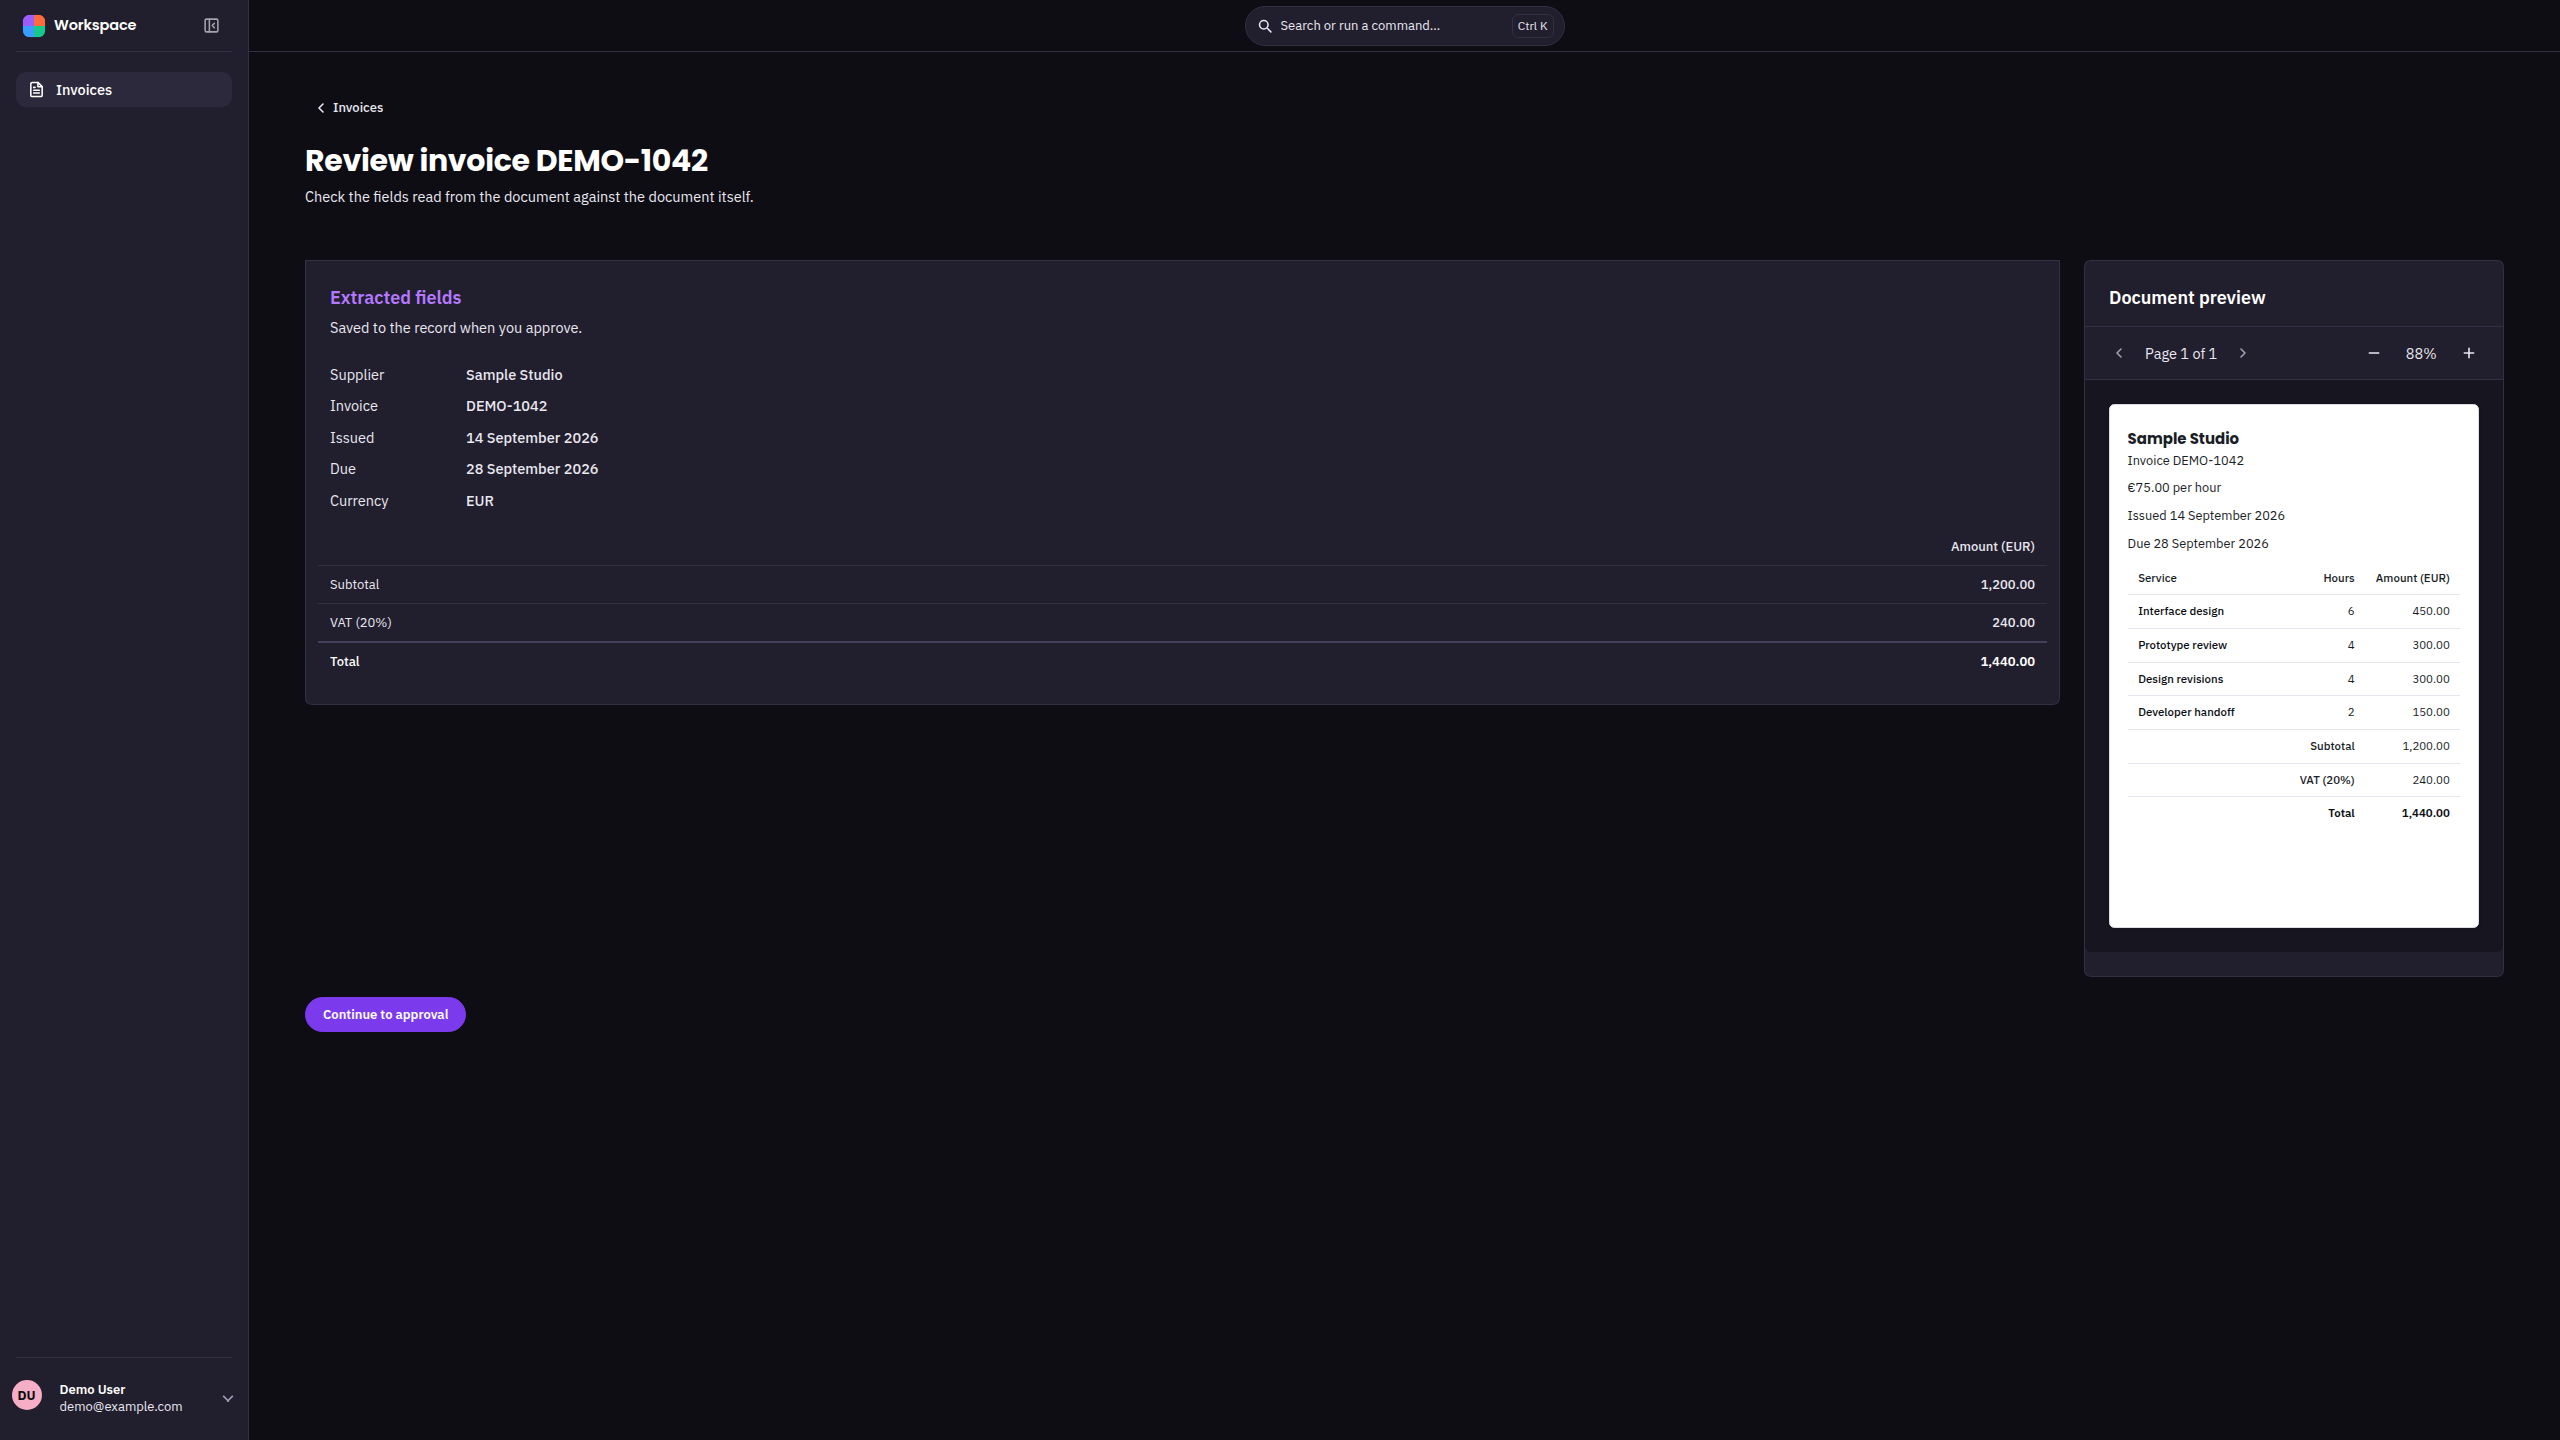 Workspace
Search or run a command...
Ctrl K
Invoices
Invoices
Review invoice DEMO-1042
Check the fields read from the document against the document itself.
Extracted fields
Saved to the record when you approve.
Supplier Sample Studio
Invoice DEMO-1042
Issued 14 September 2026
Due 28 September 2026
Currency EUR
Amount (EUR)
Subtotal 1,200.00
VAT (20%) 240.00
Total 1,440.00
Continue to approval
Document preview
Page 1 of 1
88%
Sample Studio
Invoice DEMO-1042
€75.00 per hour
Issued 14 September 2026
Due 28 September 2026
Service Hours Amount (EUR)
Interface design 6 450.00
Prototype review 4 300.00
Design revisions 4 300.00
Developer handoff 2 150.00
Subtotal 1,200.00
VAT (20%) 240.00
Total 1,440.00
DU
Demo User
demo@example.com